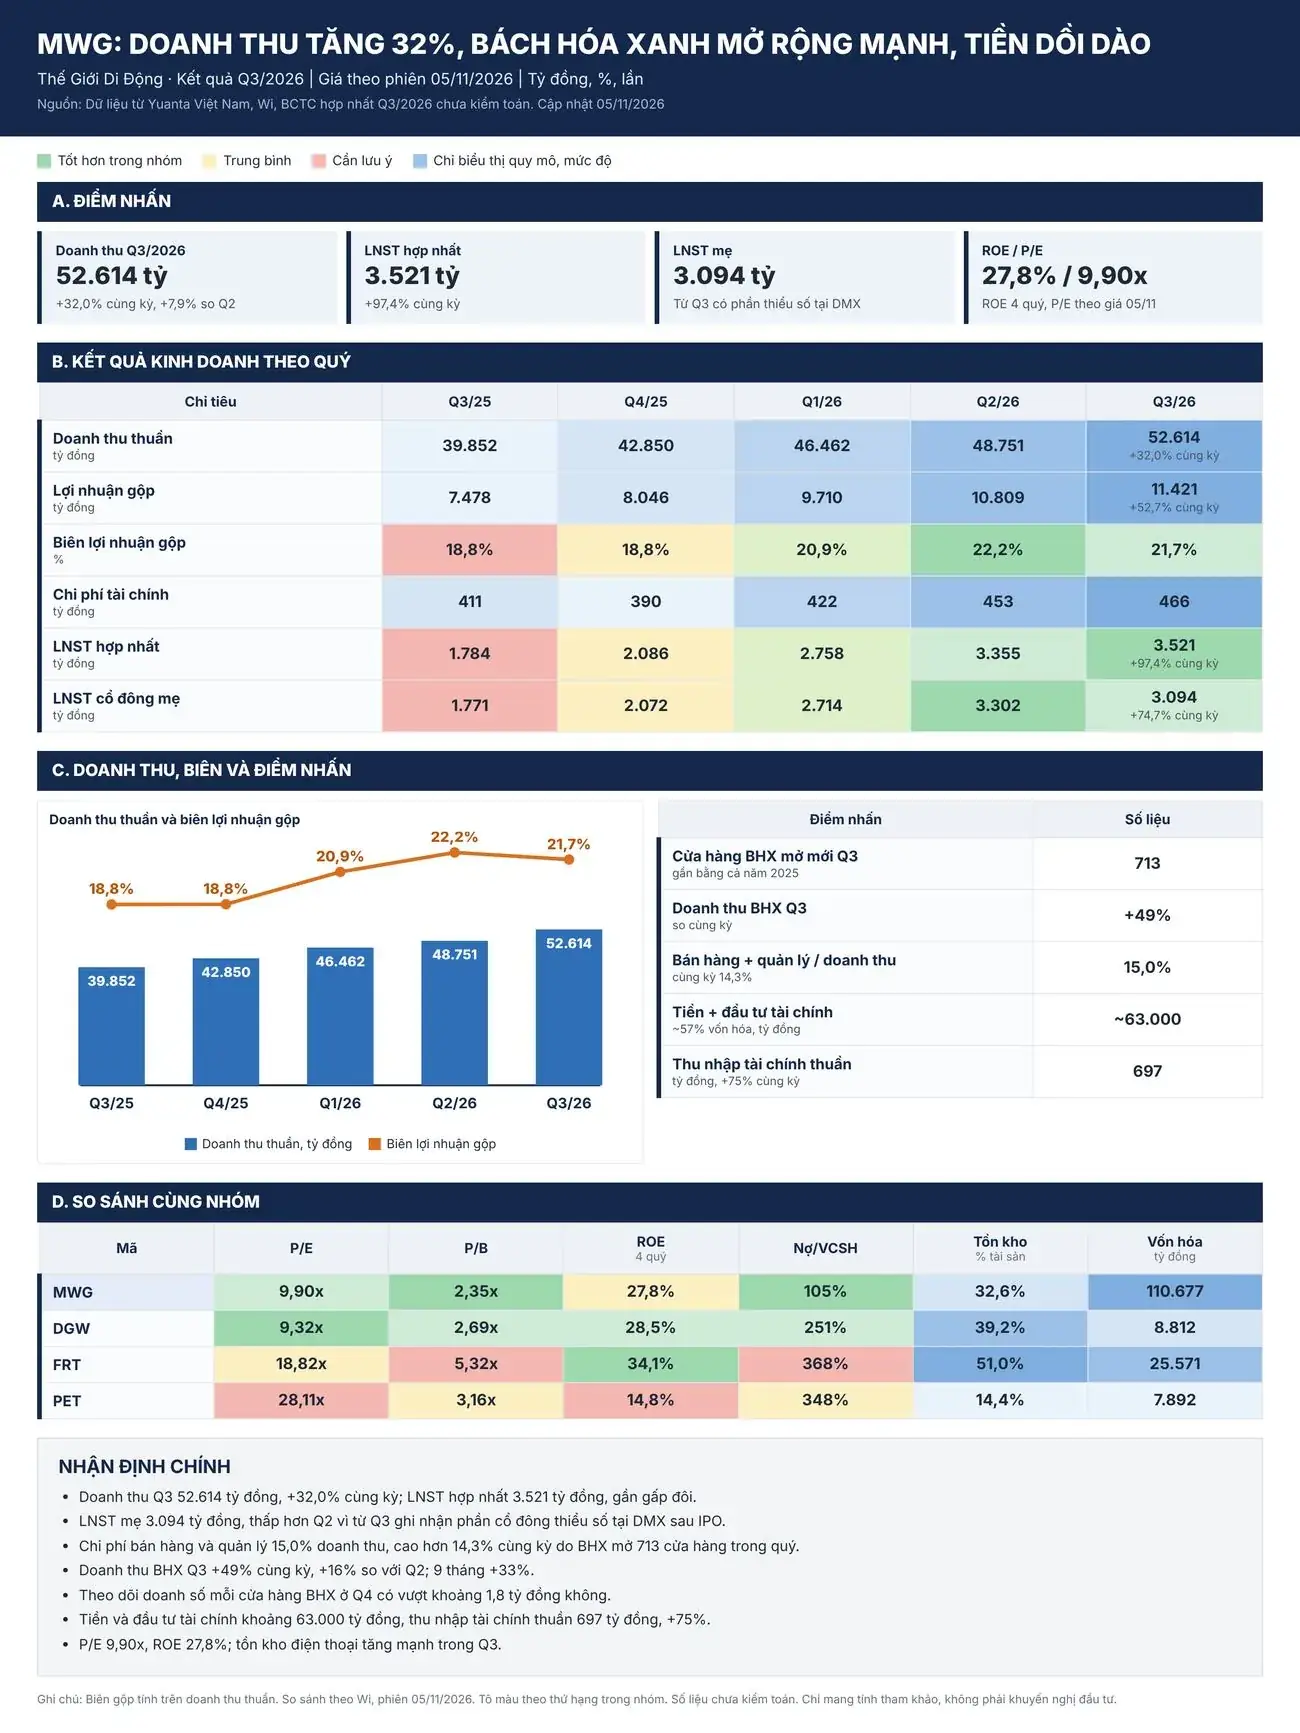 MWG: DOANH THU TĂNG 32%, BÁCH HÓA XANH MỞ RỘNG MẠNH, TIỀN DỒI DÀO
Thế Giới Di Động · Kết quả Q3/2026 | Giá theo phiên 05/11/2026 | Tỷ đồng, %, lần
Nguồn: Dữ liệu từ Yuanta Việt Nam, Wi, BCTC hợp nhất Q3/2026 chưa kiểm toán. Cập nhật 05/11/2026
Tốt hơn trong nhóm Trung bình Cần lưu ý Chỉ biểu thị quy mô, mức độ
A. ĐIỂM NHẤN
Doanh thu Q3/2026
52.614 tỷ
+32,0% cùng kỳ, +7,9% so Q2
LNST hợp nhất
3.521 tỷ
+97,4% cùng kỳ
LNST mẹ
3.094 tỷ
Từ Q3 có phần thiểu số tại DMX
ROE / P/E
27,8% / 9,90x
ROE 4 quý, P/E theo giá 05/11
B. KẾT QUẢ KINH DOANH THEO QUÝ
Chỉ tiêu Q3/25 Q4/25 Q1/26 Q2/26 Q3/26
Doanh thu thuần 39.852 42.850 46.462 48.751 52.614
tỷ đồng +32,0% cùng kỳ
Lợi nhuận gộp 7.478 8.046 9.710 10.809 11.421
tỷ đồng +52,7% cùng kỳ
Biên lợi nhuận gộp 18,8% 18,8% 20,9% 22,2% 21,7%
%
Chi phí tài chính 411 390 422 453 466
tỷ đồng
LNST hợp nhất 1.784 2.086 2.758 3.355 3.521
tỷ đồng +97,4% cùng kỳ
LNST cổ đông mẹ 1.771 2.072 2.714 3.302 3.094
tỷ đồng +74,7% cùng kỳ
C. DOANH THU, BIÊN VÀ ĐIỂM NHẤN
Doanh thu thuần và biên lợi nhuận gộp
18,8% 18,8% 20,9% 22,2% 21,7%
39.852 42.850 46.462 48.751 52.614
Q3/25 Q4/25 Q1/26 Q2/26 Q3/26
Doanh thu thuần, tỷ đồng Biên lợi nhuận gộp
Điểm nhấn Số liệu
Cửa hàng BHX mở mới Q3 713
gần bằng cả năm 2025
Doanh thu BHX Q3 +49%
so cùng kỳ
Bán hàng + quản lý / doanh thu 15,0%
cùng kỳ 14,3%
Tiền + đầu tư tài chính ~63.000
~57% vốn hóa, tỷ đồng
Thu nhập tài chính thuần 697
tỷ đồng, +75% cùng kỳ
D. SO SÁNH CÙNG NHÓM
Mã P/E P/B ROE Nợ/VCSH Tồn kho Vốn hóa
4 quý % tài sản tỷ đồng
MWG 9,90x 2,35x 27,8% 105% 32,6% 110.677
DGW 9,32x 2,69x 28,5% 251% 39,2% 8.812
FRT 18,82x 5,32x 34,1% 368% 51,0% 25.571
PET 28,11x 3,16x 14,8% 348% 14,4% 7.892
NHẬN ĐỊNH CHÍNH
• Doanh thu Q3 52.614 tỷ đồng, +32,0% cùng kỳ; LNST hợp nhất 3.521 tỷ đồng, gần gấp đôi.
• LNST mẹ 3.094 tỷ đồng, thấp hơn Q2 vì từ Q3 ghi nhận phần cổ đông thiểu số tại DMX sau IPO.
• Chi phí bán hàng và quản lý 15,0% doanh thu, cao hơn 14,3% cùng kỳ do BHX mở 713 cửa hàng trong quý.
• Doanh thu BHX Q3 +49% cùng kỳ, +16% so với Q2; 9 tháng +33%.
• Theo dõi doanh số mỗi cửa hàng BHX ở Q4 có vượt khoảng 1,8 tỷ đồng không.
• Tiền và đầu tư tài chính khoảng 63.000 tỷ đồng, thu nhập tài chính thuần 697 tỷ đồng, +75%.
• P/E 9,90x, ROE 27,8%; tồn kho điện thoại tăng mạnh trong Q3.
Ghi chú: Biên gộp tính trên doanh thu thuần. So sánh theo Wi, phiên 05/11/2026. Tô màu theo thứ hạng trong nhóm. Số liệu chưa kiểm toán. Chỉ mang tính tham khảo, không phải khuyến nghị đầu tư.